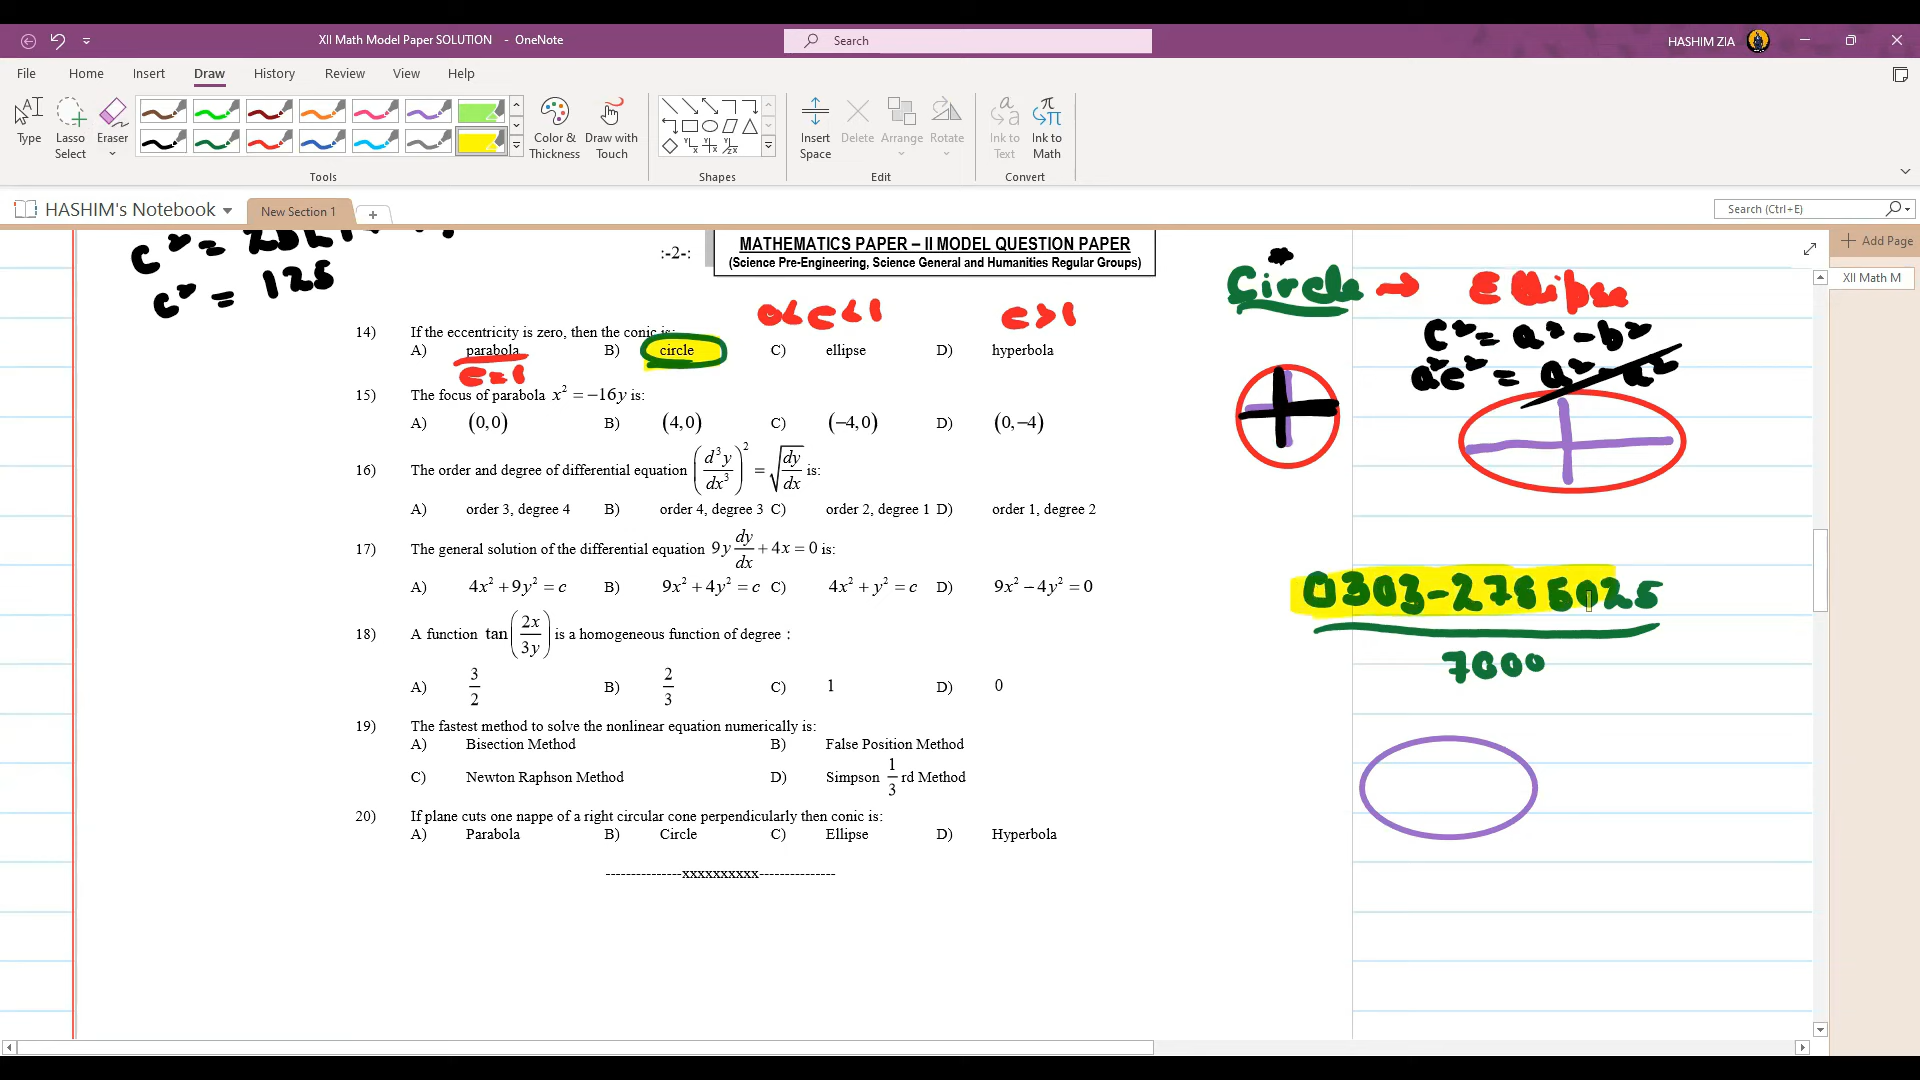 XII Math Model Paper SOLUTION - OneNote
Search
HASHIM ZIA
File Home Insert Draw History Review View Help
Type
Lasso Select
Eraser
Color & Thickness
Draw with Touch
Insert Space
Delete
Arrange
Rotate
Ink to Text
Ink to Math
Tools
Shapes
Edit
Convert
HASHIM's Notebook
New Section 1
Search (Ctrl+E)
Add Page
XII Math M
c² =
c² = 125
:-2-:
MATHEMATICS PAPER – II MODEL QUESTION PAPER
(Science Pre-Engineering, Science General and Humanities Regular Groups)
Circle → Ellipse
c² = a² - b²
a²e² = a² - a²
0<e<1
e>1
14) If the eccentricity is zero, then the conic is:
A) parabola B) circle C) ellipse D) hyperbola
e=1
15) The focus of parabola x² = −16y is:
A) (0,0) B) (4,0) C) (−4,0) D) (0,−4)
16) The order and degree of differential equation (d³y/dx³)² = √(dy/dx) is:
A) order 3, degree 4 B) order 4, degree 3 C) order 2, degree 1 D) order 1, degree 2
17) The general solution of the differential equation 9y dy/dx + 4x = 0 is:
A) 4x² + 9y² = c B) 9x² + 4y² = c C) 4x² + y² = c D) 9x² − 4y² = 0
18) A function tan(2x/3y) is a homogeneous function of degree :
A) 3/2 B) 2/3 C) 1 D) 0
19) The fastest method to solve the nonlinear equation numerically is:
A) Bisection Method B) False Position Method
C) Newton Raphson Method D) Simpson 1/3 rd Method
20) If plane cuts one nappe of a right circular cone perpendicularly then conic is:
A) Parabola B) Circle C) Ellipse D) Hyperbola
---------------xxxxxxxxxx---------------